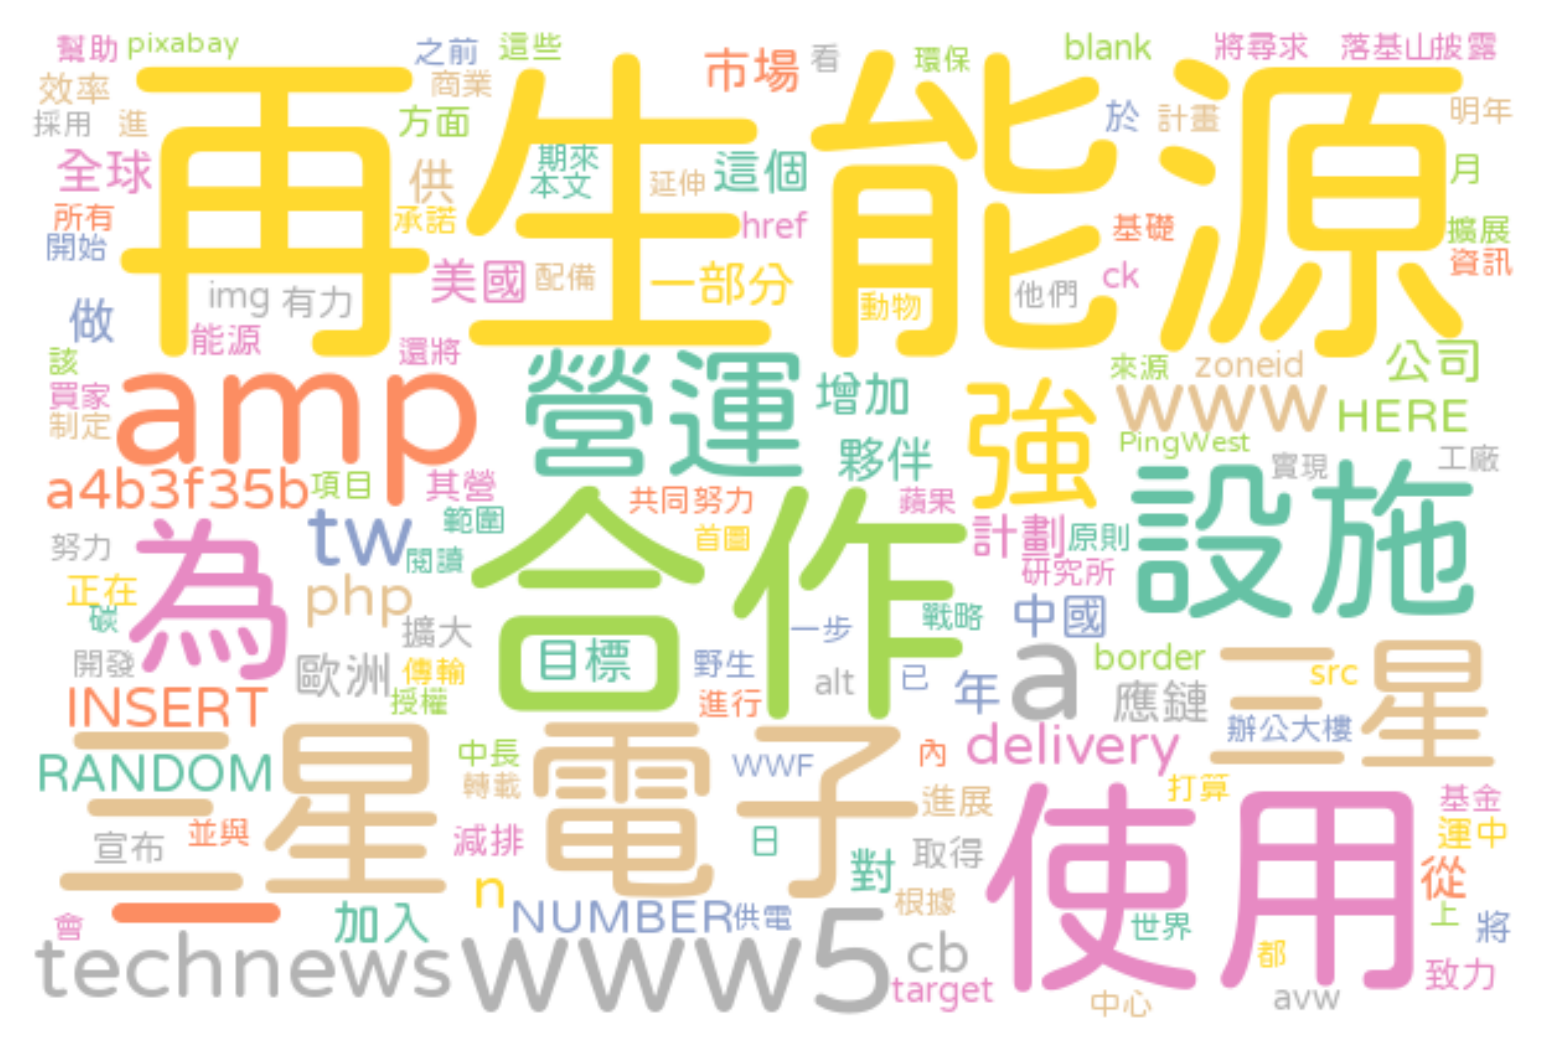 幫助 pixabay 之前 這些 市場 看 環保 blank 將尋求 落基山披露
效率 商業 再生能源 明年
採用 進 方面 於 計畫
全球 供 期來 這個 月
本文 延伸
所有 承諾 href 基礎 擴展
開始 美國 配備 一部分 ck 資訊
做 img 有力 動物 他們
能源 還將
該 營運 增加 來源 zoneid 公司
買家 amp 強 www HERE
制定 夥伴 PingWest 實現 工廠
a4b3f35b 項目 其營 共同努力 蘋果 設施
為 tw 範圍 合作 首圖 計劃 原則
努力 閱讀 研究所
正在 php 戰略 中國
碳 擴大 一步
開發 歐洲 傳輸 目標 野生 alt 已 年 a border src 三星
INSERT 授權 進行 應鏈 辦公大樓
三星 電子 中長 WWF 內 delivery
RANDOM 轉載 進展 打算 使用 基金
宣布 並與 減排 日 對 取得 運中
n 根據 從
會 加入 NUMBER 供電 世界 上 將
technews www 5 cb 都 致力
target 中心 avw